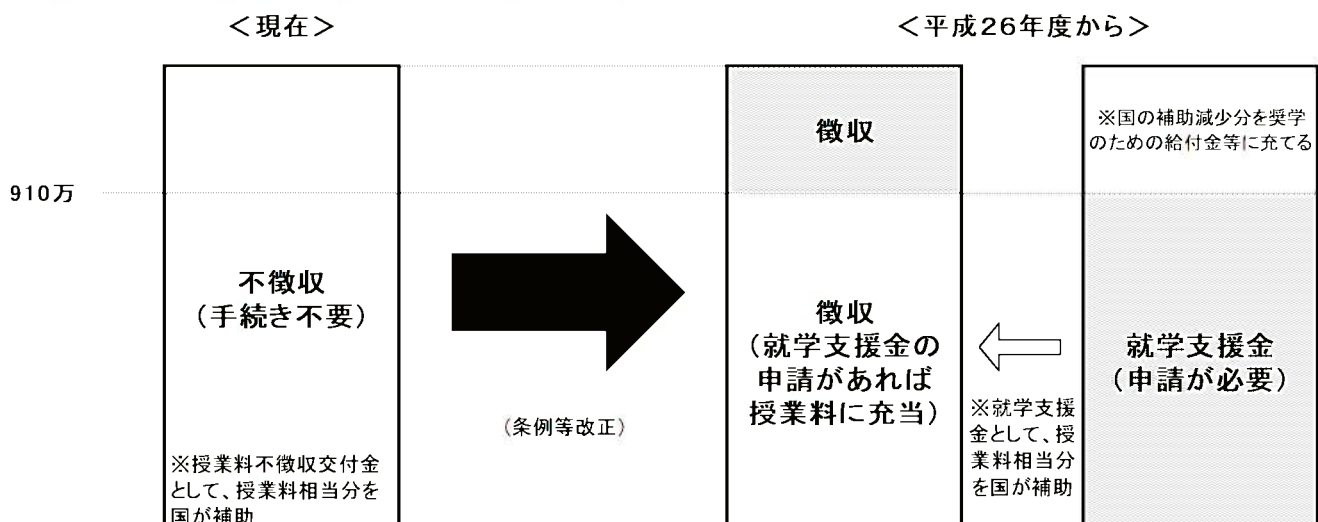 ＜現在＞
＜平成26年度から＞
徴収
※国の補助減少分を奨学
のための給付金等に充てる
910万
不徴収
（手続き不要）
徴収
（就学支援金の
申請があれば
授業料に充当）
就学支援金
（申請が必要）
（条例等改正）
※就学支援
金として、授
業料相当分
を国が補助
※授業料不徴収交付金
として、授業料相当分を
国が補助